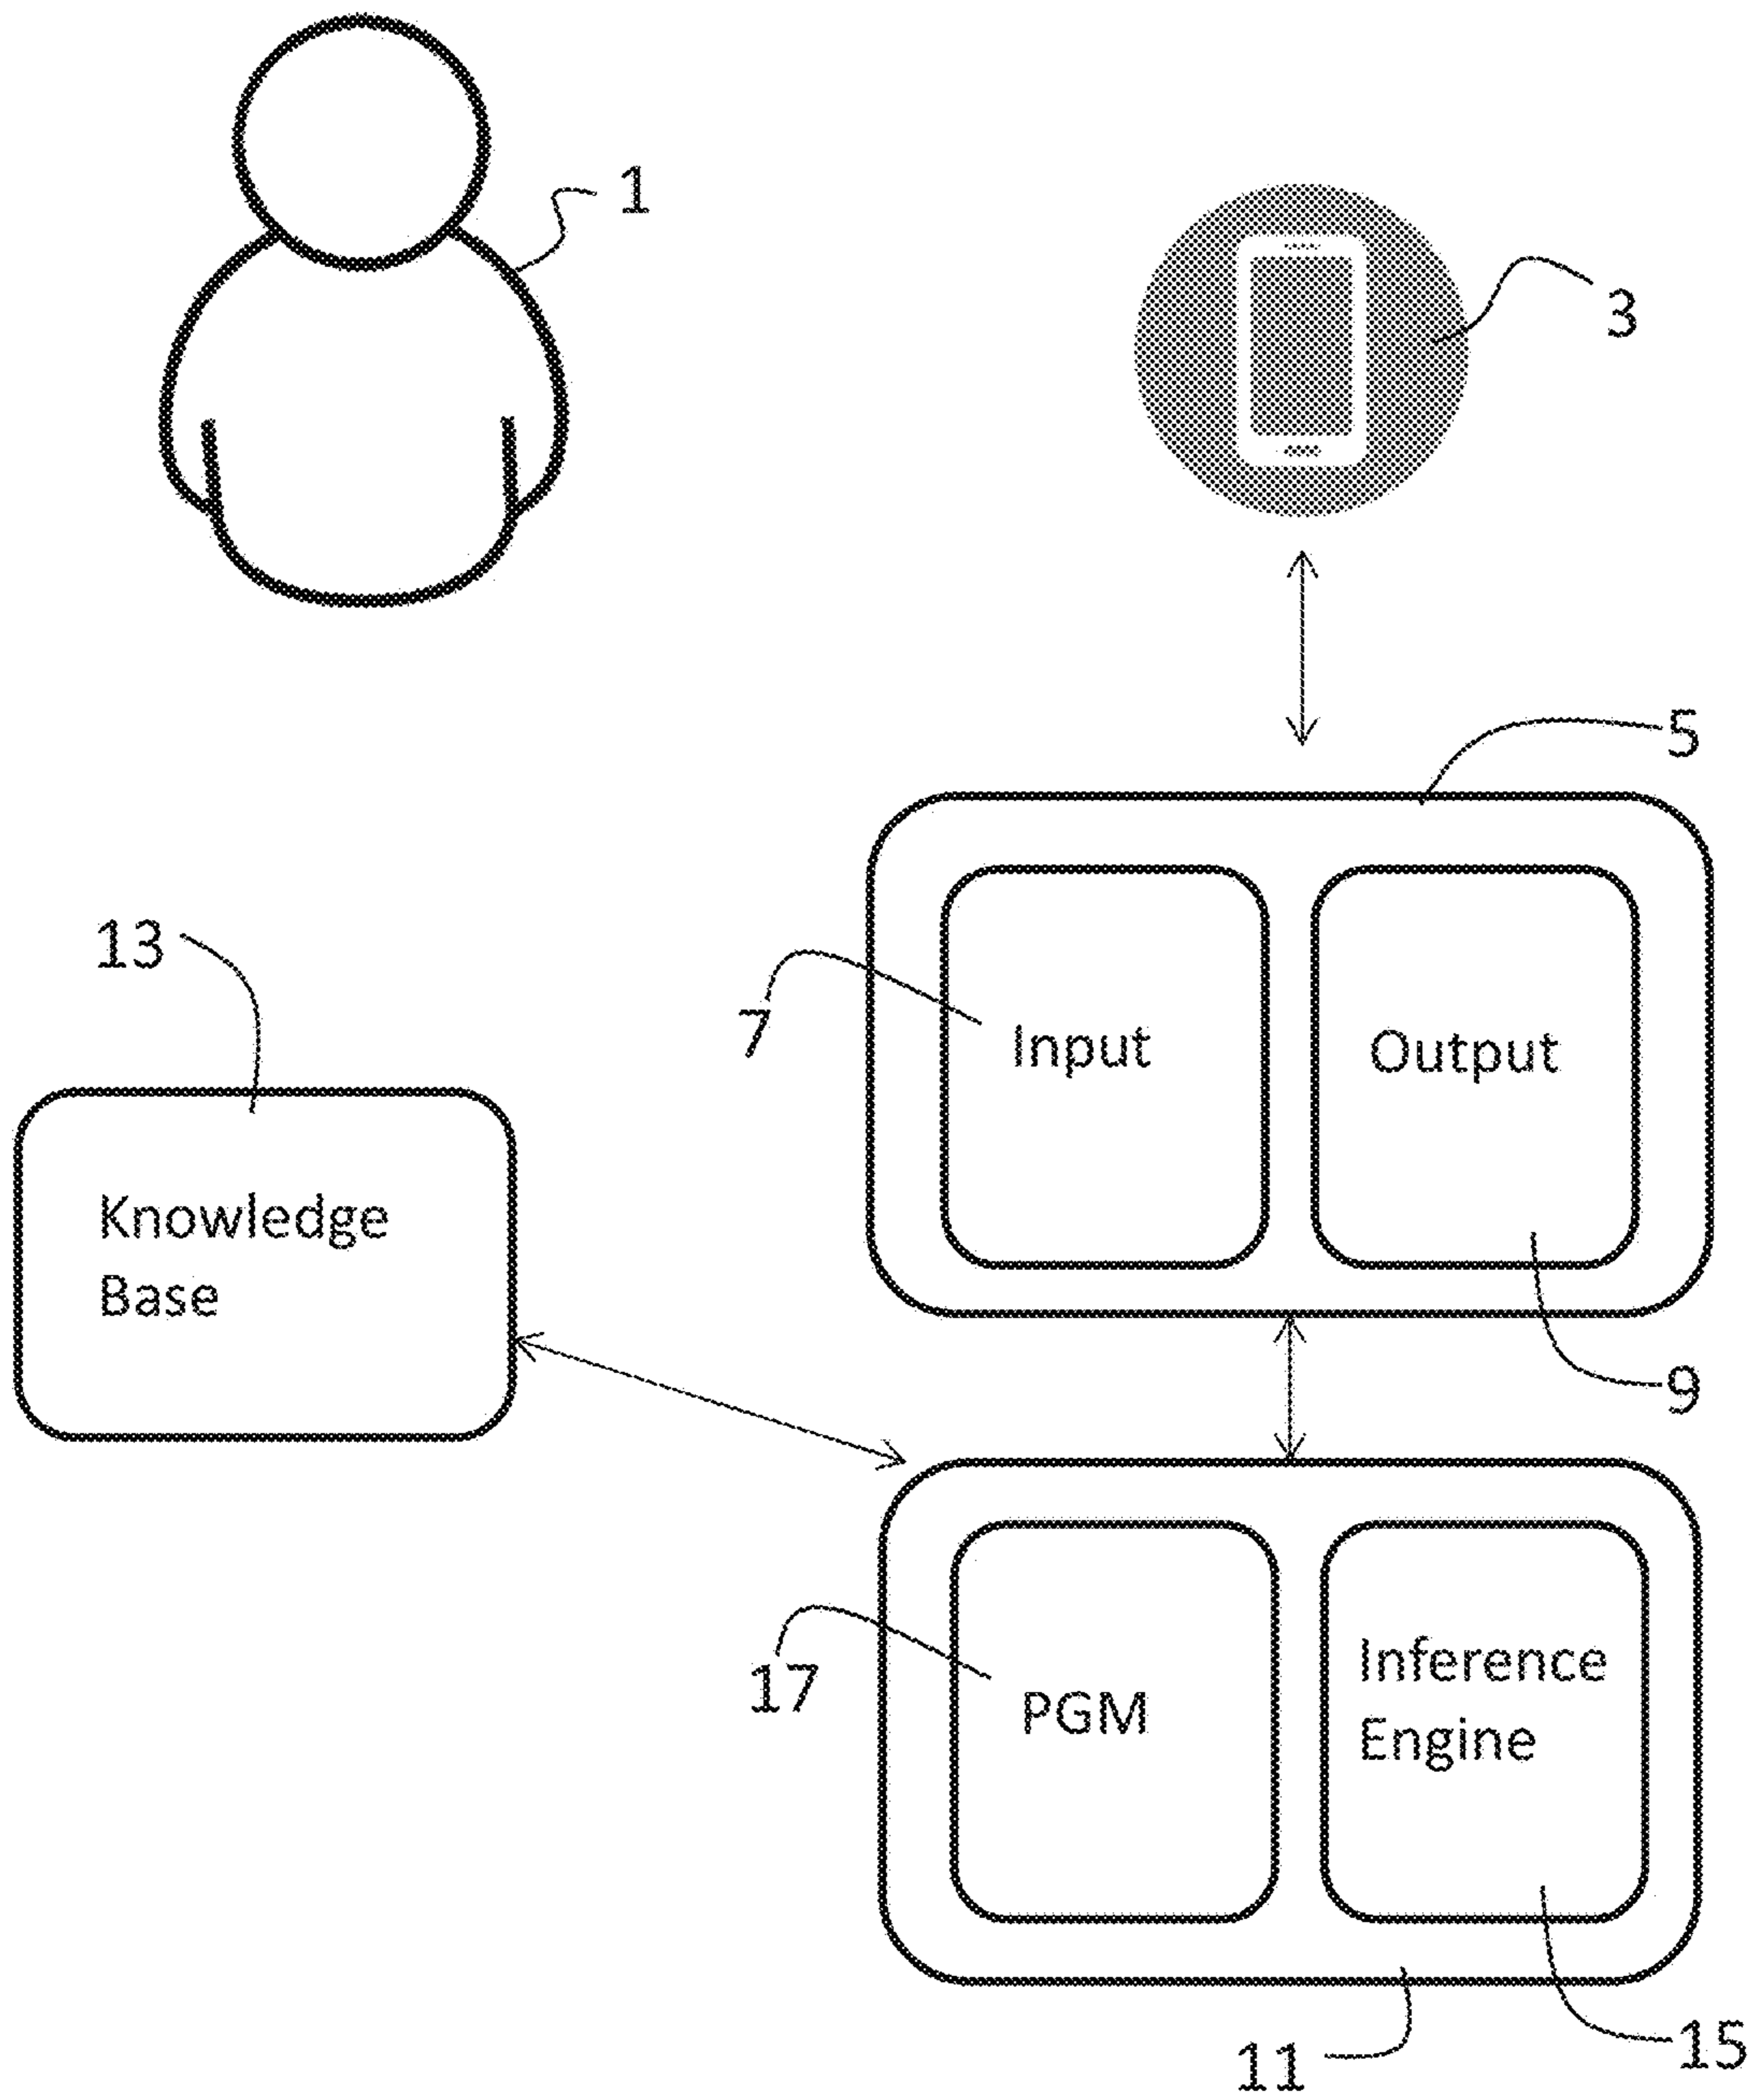 1
3
5
13
7
Input
Output
Knowledge
Base
9
17
PGM
Inference
Engine
11
15